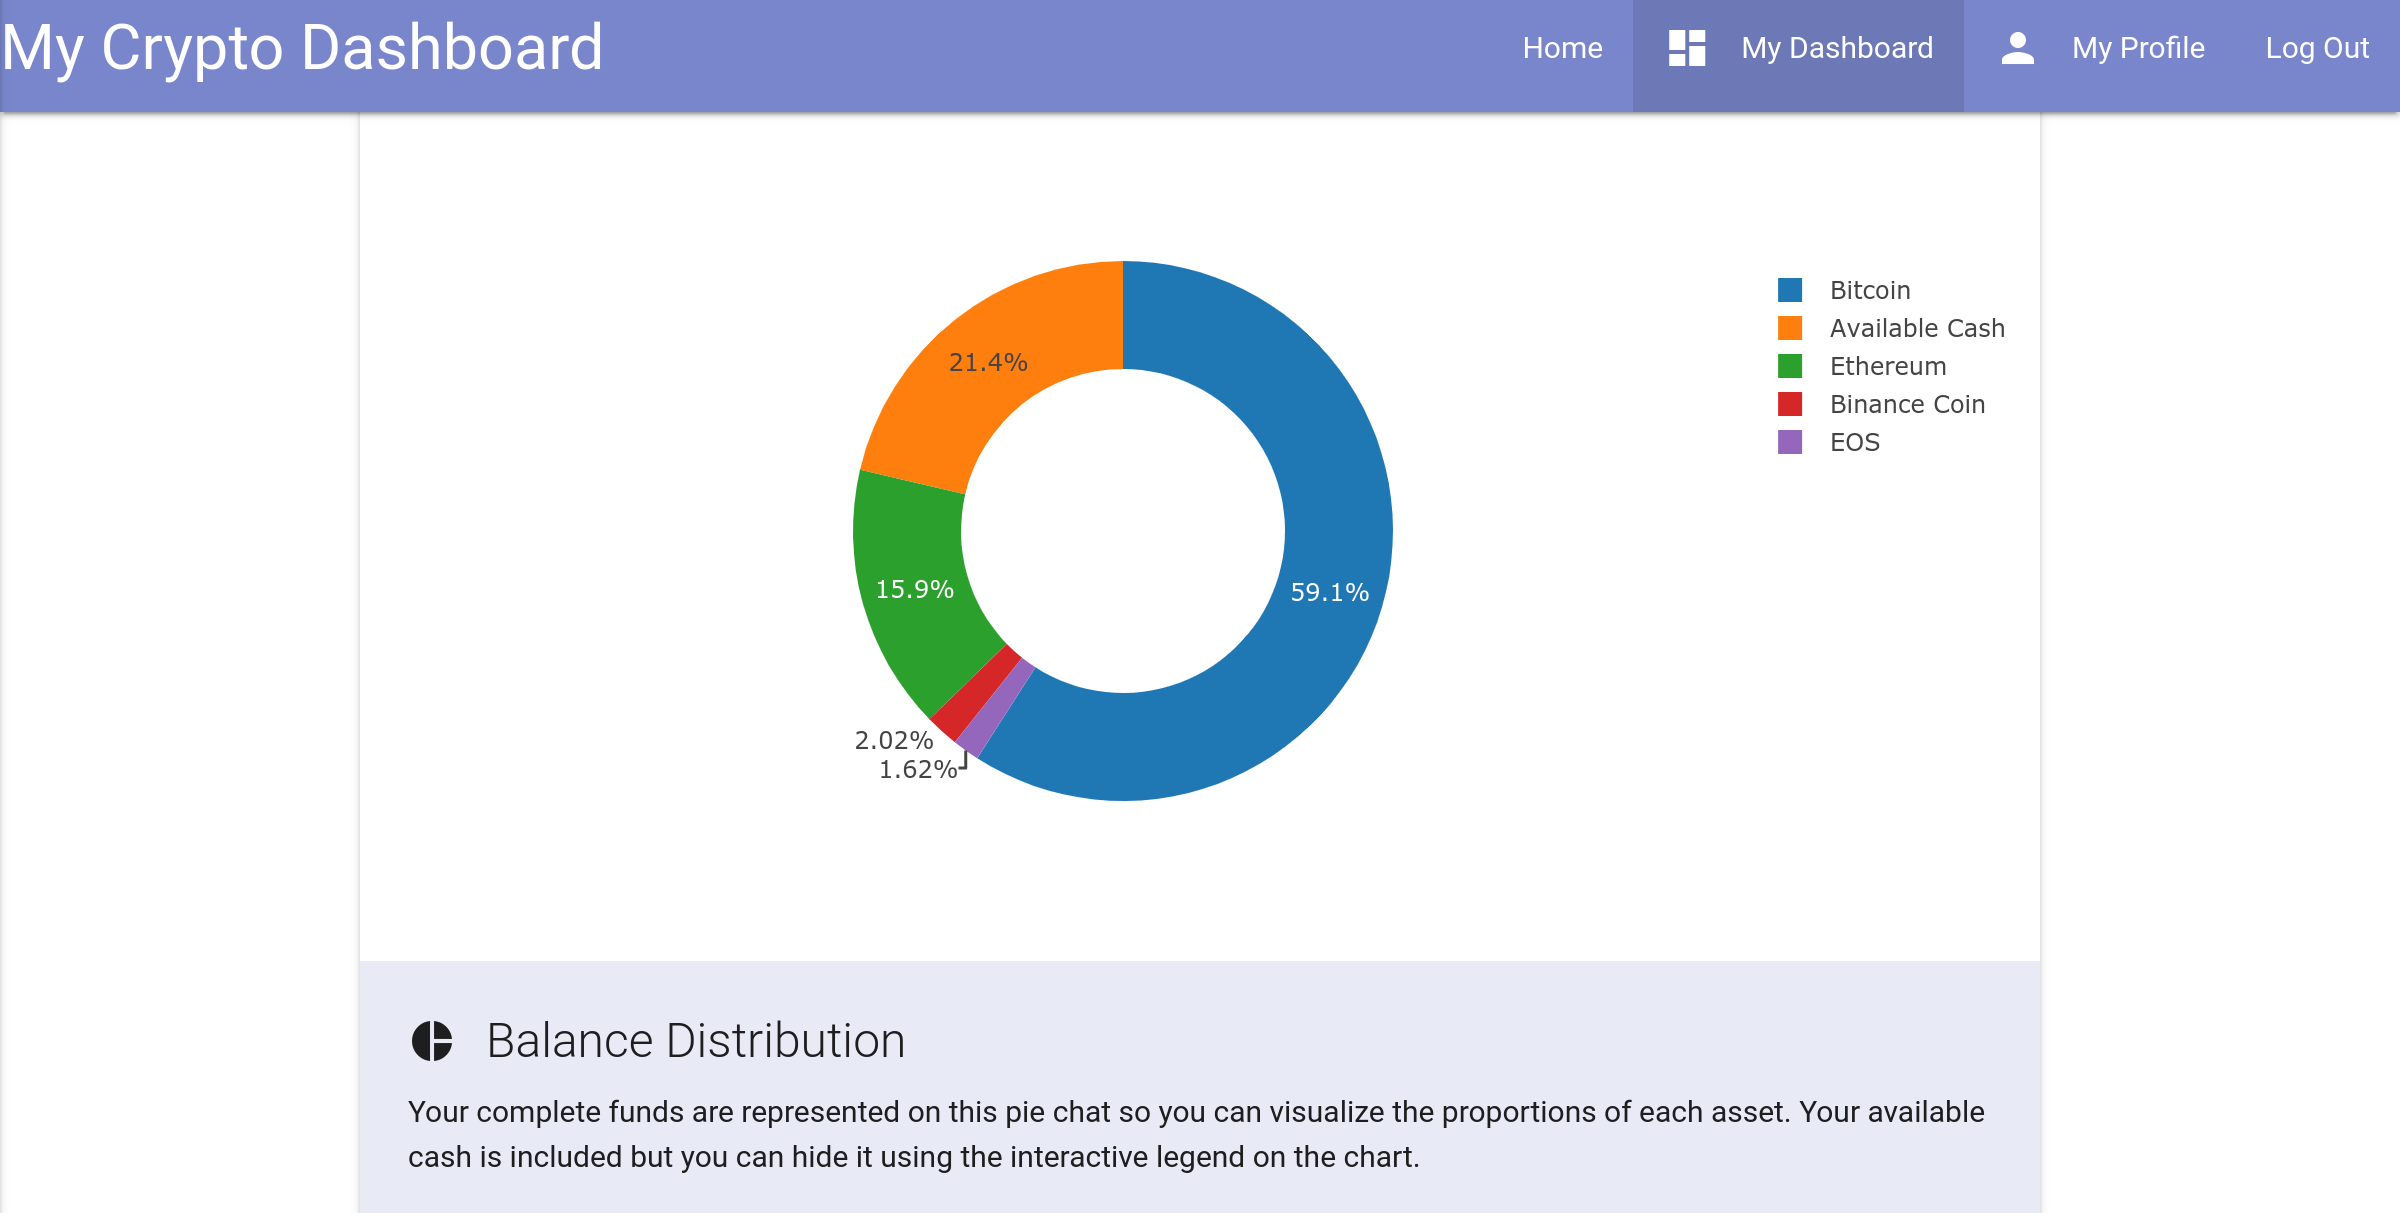 My Crypto Dashboard
Home
My Dashboard
My Profile
Log Out
21.4%
15.9%
59.1%
2.02%
1.62%
Bitcoin
Available Cash
Ethereum
Binance Coin
EOS
Balance Distribution
Your complete funds are represented on this pie chat so you can visualize the proportions of each asset. Your available
cash is included but you can hide it using the interactive legend on the chart.